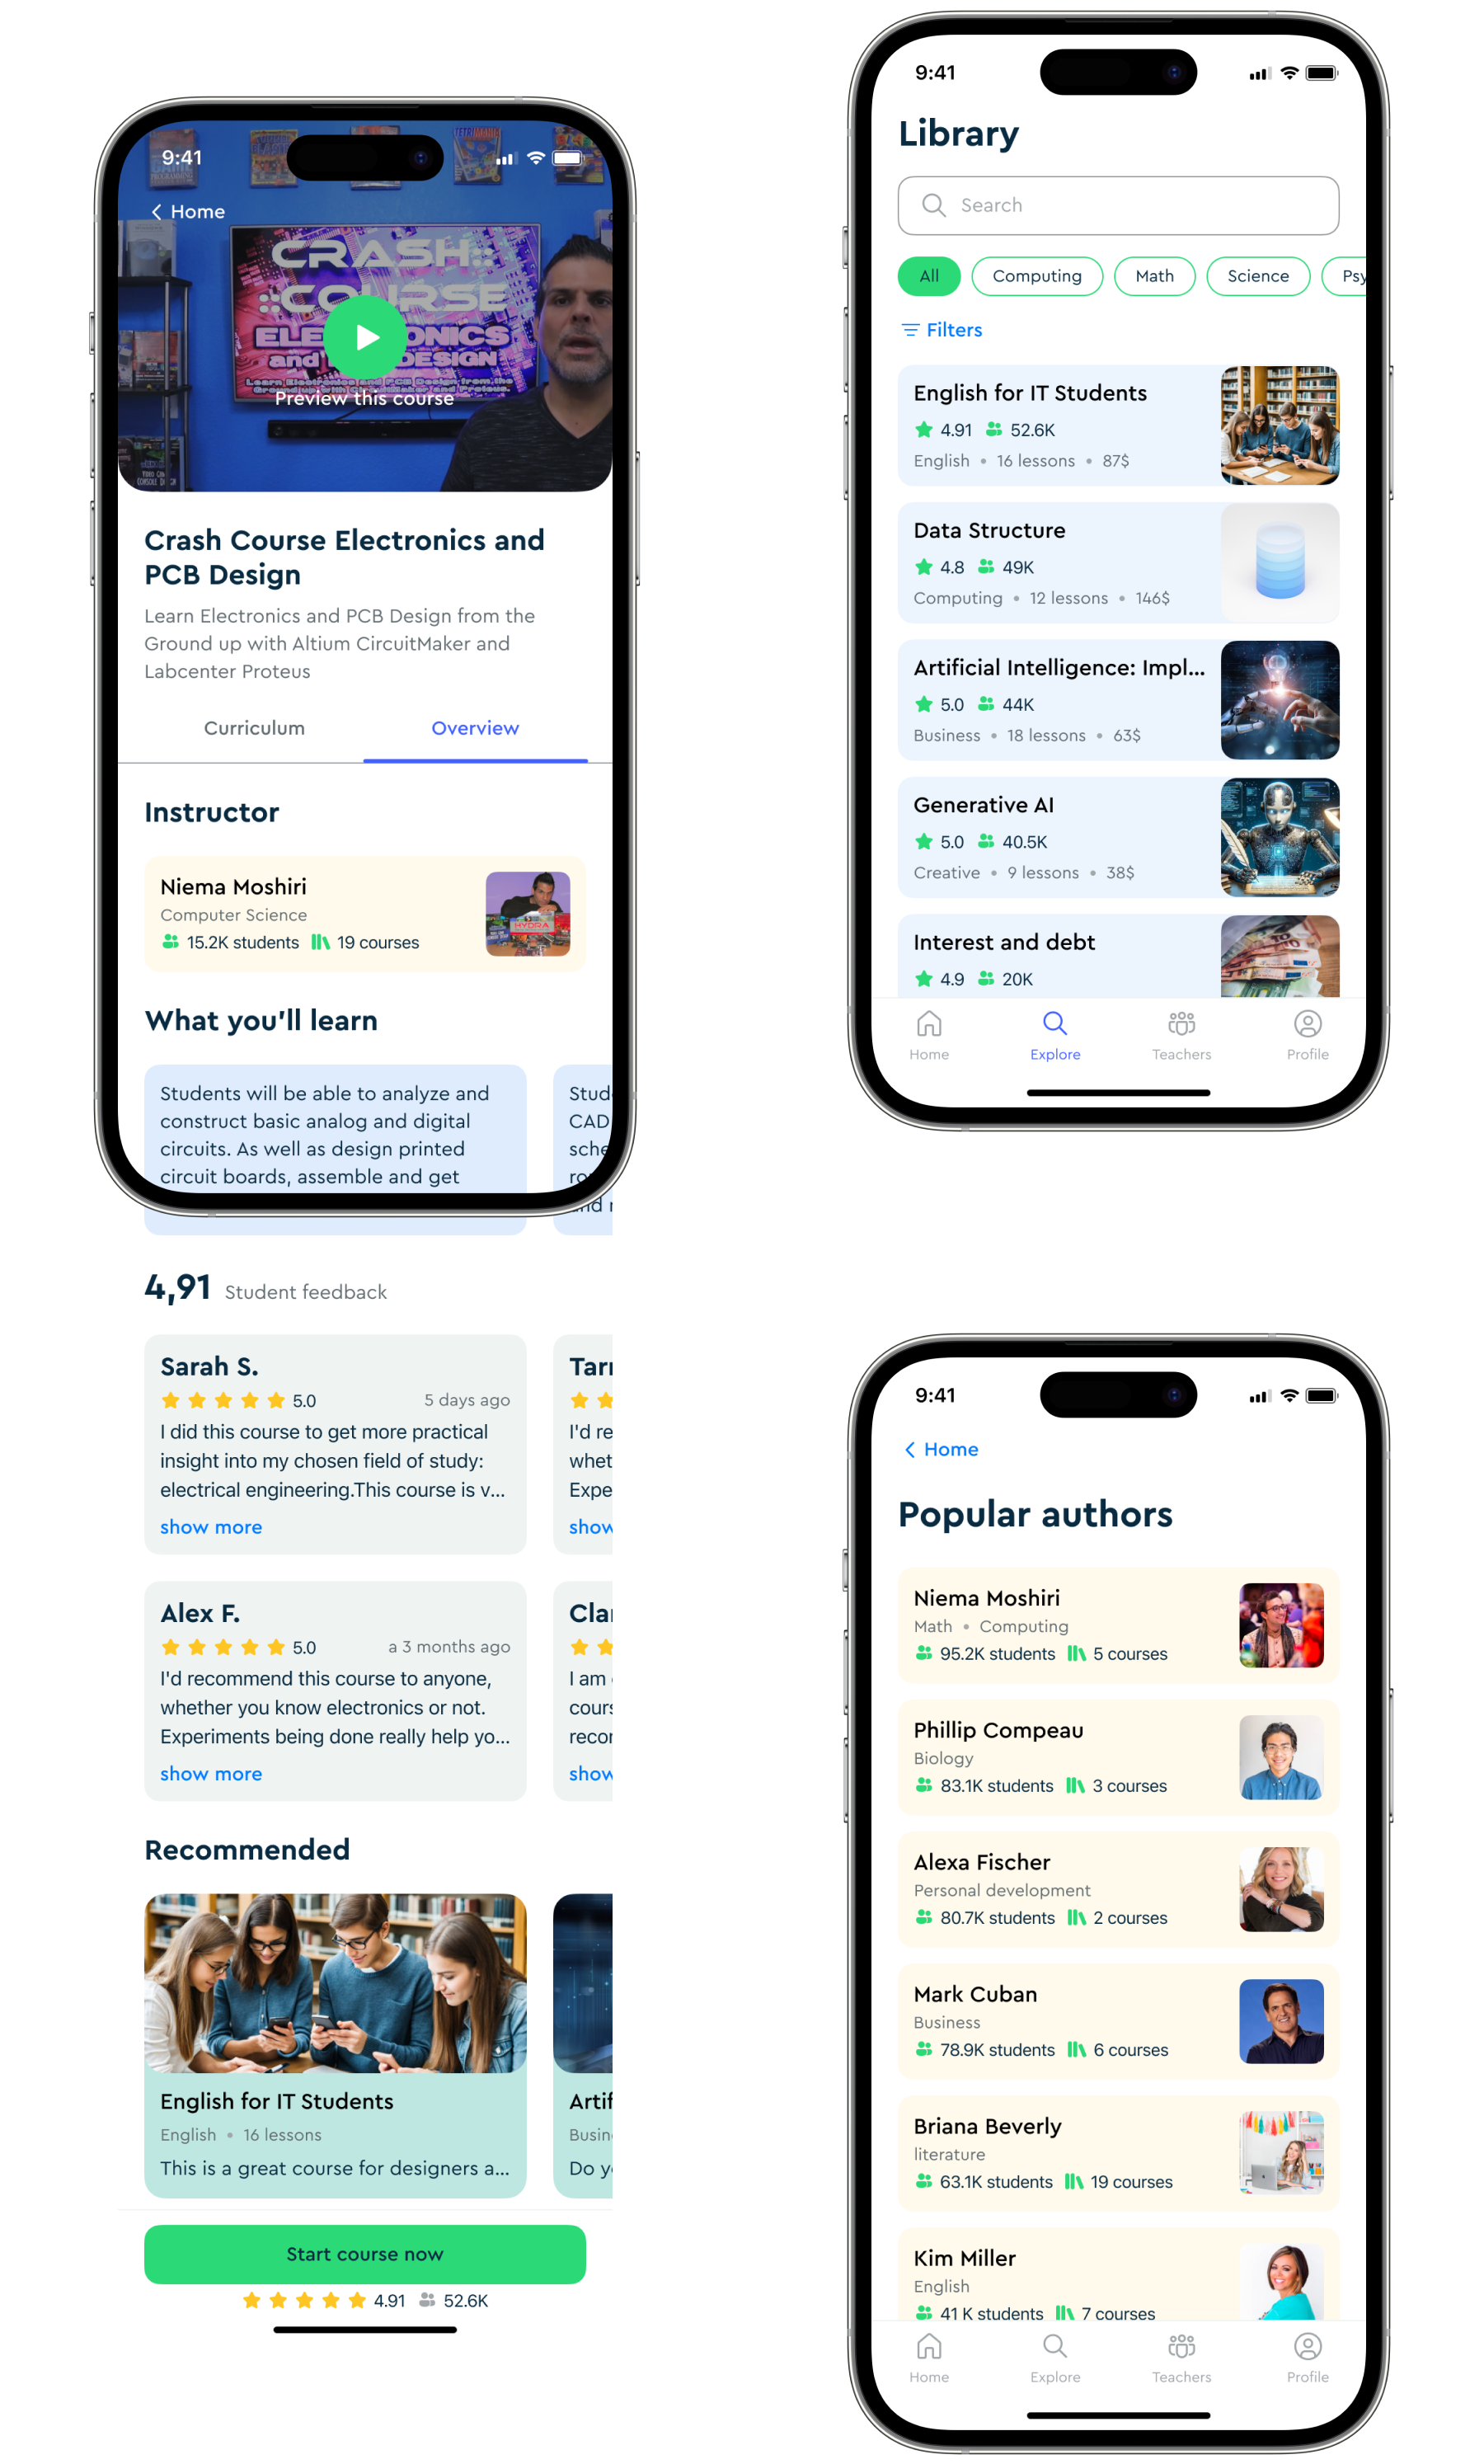 9:41
Home
CRASH
COURSE
and
DESIGN
Learn Electronics and PCB Design from the
Ground up with CircuitMaker and Proteus.
Preview this course
HYDRA
Crash Course Electronics and
PCB Design
Learn Electronics and PCB Design from the
Ground up with Altium CircuitMaker and
Labcenter Proteus
Curriculum
Overview
Instructor
Niema Moshiri
Computer Science
15.2K students 19 courses
What you'll learn
Students will be able to analyze and
construct basic analog and digital
circuits. As well as design printed
circuit boards, assemble and get
CAD
4,91 Student feedback
Sarah S.
5.0 5 days ago
I did this course to get more practical
insight into my chosen field of study:
electrical engineering.This course is v...
show more
I'd re
whet
Expe
show
Alex F.
5.0 a 3 months ago
I'd recommend this course to anyone,
whether you know electronics or not.
Experiments being done really help yo...
show more
Clar
I am
cours
recor
show
Recommended
English for IT Students
English • 16 lessons
This is a great course for designers a...
Artif
Busin
Do y
Start course now
4.91 52.6K
9:41
Library
Search
All Computing Math Science Psy
Filters
English for IT Students
4.91 52.6K
English • 16 lessons • 87$
Data Structure
4.8 49K
Computing • 12 lessons • 146$
Artificial Intelligence: Impl...
5.0 44K
Business • 18 lessons • 63$
Generative AI
5.0 40.5K
Creative • 9 lessons • 38$
Interest and debt
4.9 20K
Home Explore Teachers Profile
9:41
Home
Popular authors
Niema Moshiri
Math • Computing
95.2K students 5 courses
Phillip Compeau
Biology
83.1K students 3 courses
Alexa Fischer
Personal development
80.7K students 2 courses
Mark Cuban
Business
78.9K students 6 courses
Briana Beverly
literature
63.1K students 19 courses
Kim Miller
English
41 K students 7 courses
Home Explore Teachers Profile